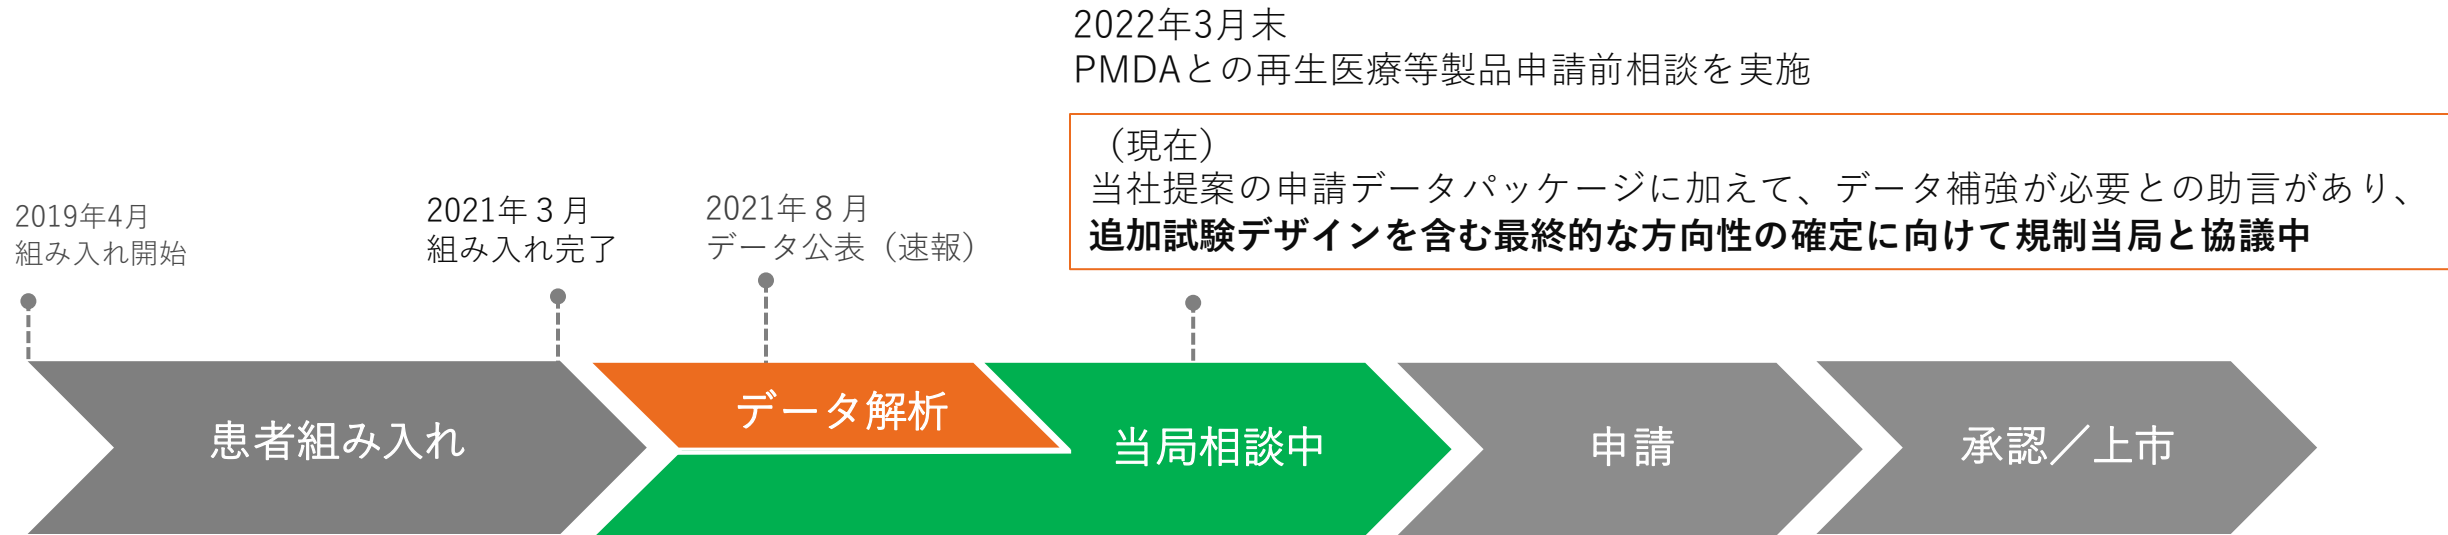 2022年3月末
PMDAとの再生医療等製品申請前相談を実施
（現在）
当社提案の申請データパッケージに加えて、データ補強が必要との助言があり、
追加試験デザインを含む最終的な方向性の確定に向けて規制当局と協議中
2019年4月
組み入れ開始
2021年３月
組み入れ完了
2021年８月
データ公表（速報）
患者組み入れ
データ解析
当局相談中
申請
承認／上市